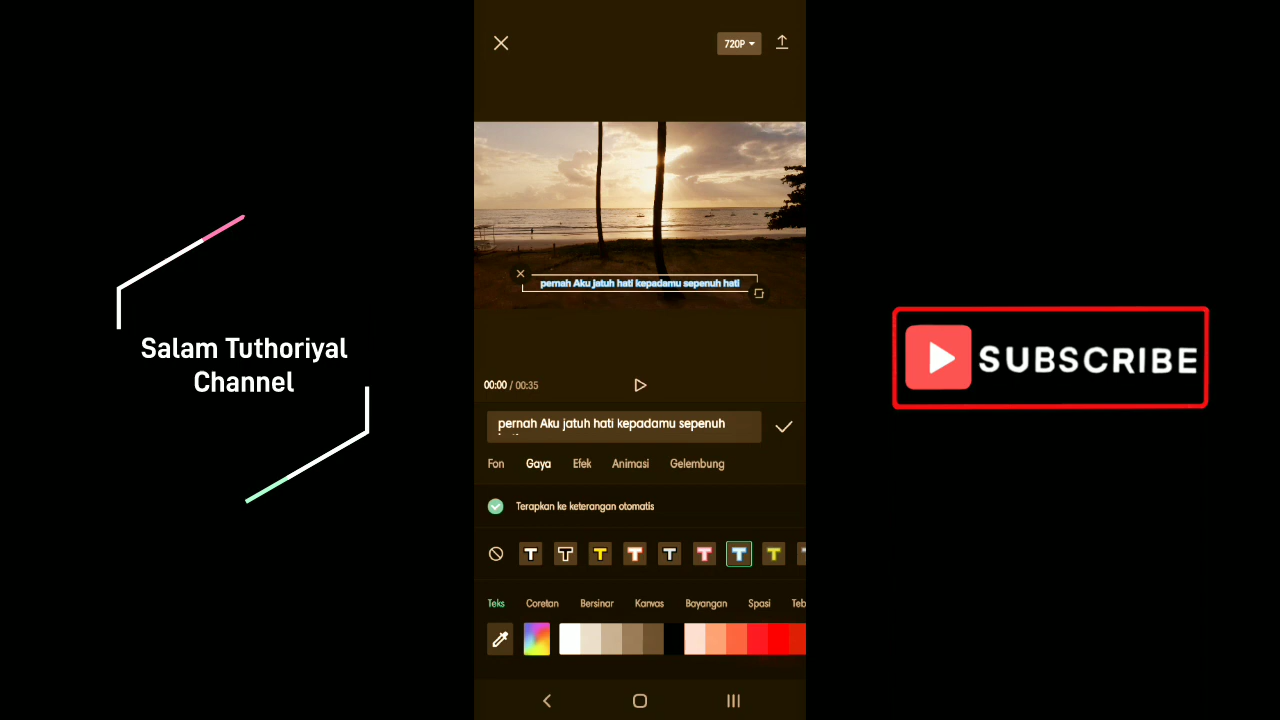 720P
pernah Aku jatuh hati kepadamu sepenuh hati
Salam Tuthoriyal
Channel
SUBSCRIBE
00:00 / 00:35
pernah Aku jatuh hati kepadamu sepenuh
Fon Gaya Efek Animasi Gelembung
Terapkan ke keterangan otomatis
T T T T T T T T
Teks Coretan Bersinar Kanvas Bayangan Spasi Teb